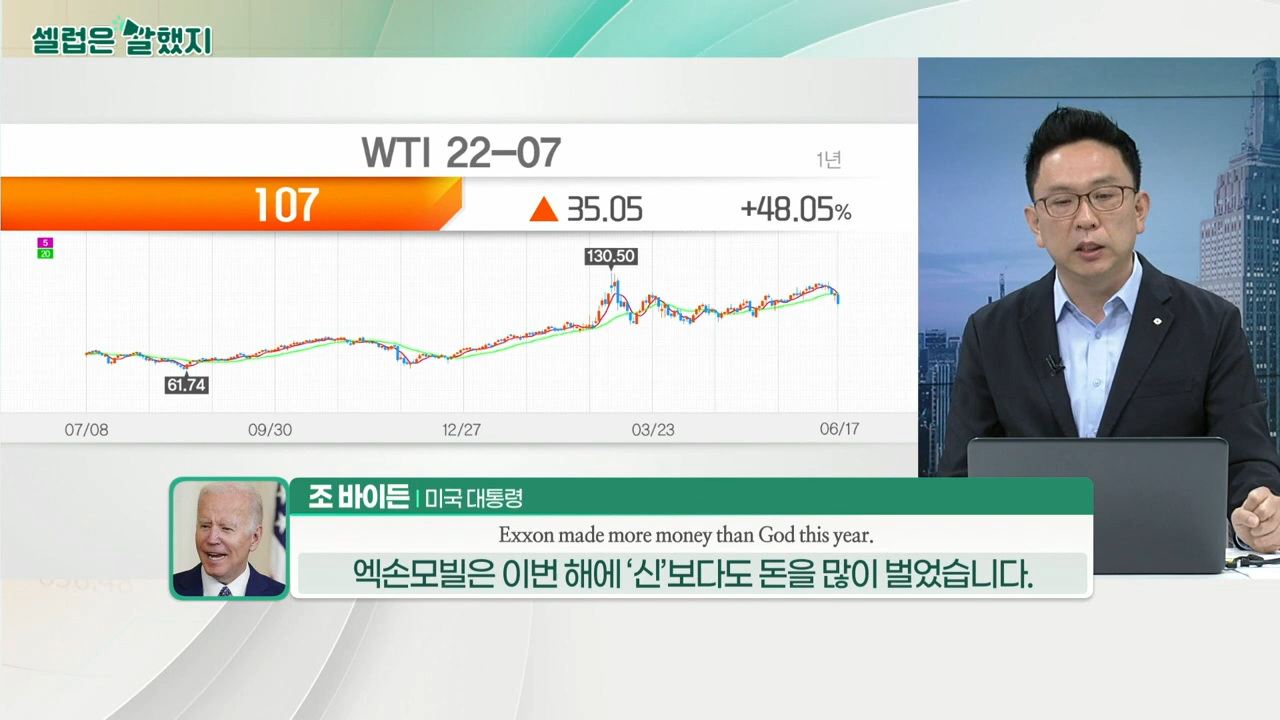 셀럽은 말했지
WTI 22-07
1년
107
▲ 35.05
+48.05%
5
20
130.50
61.74
07/08
09/30
12/27
03/23
06/17
조 바이든 | 미국 대통령
Exxon made more money than God this year.
엑손모빌은 이번 해에 ‘신’보다도 돈을 많이 벌었습니다.